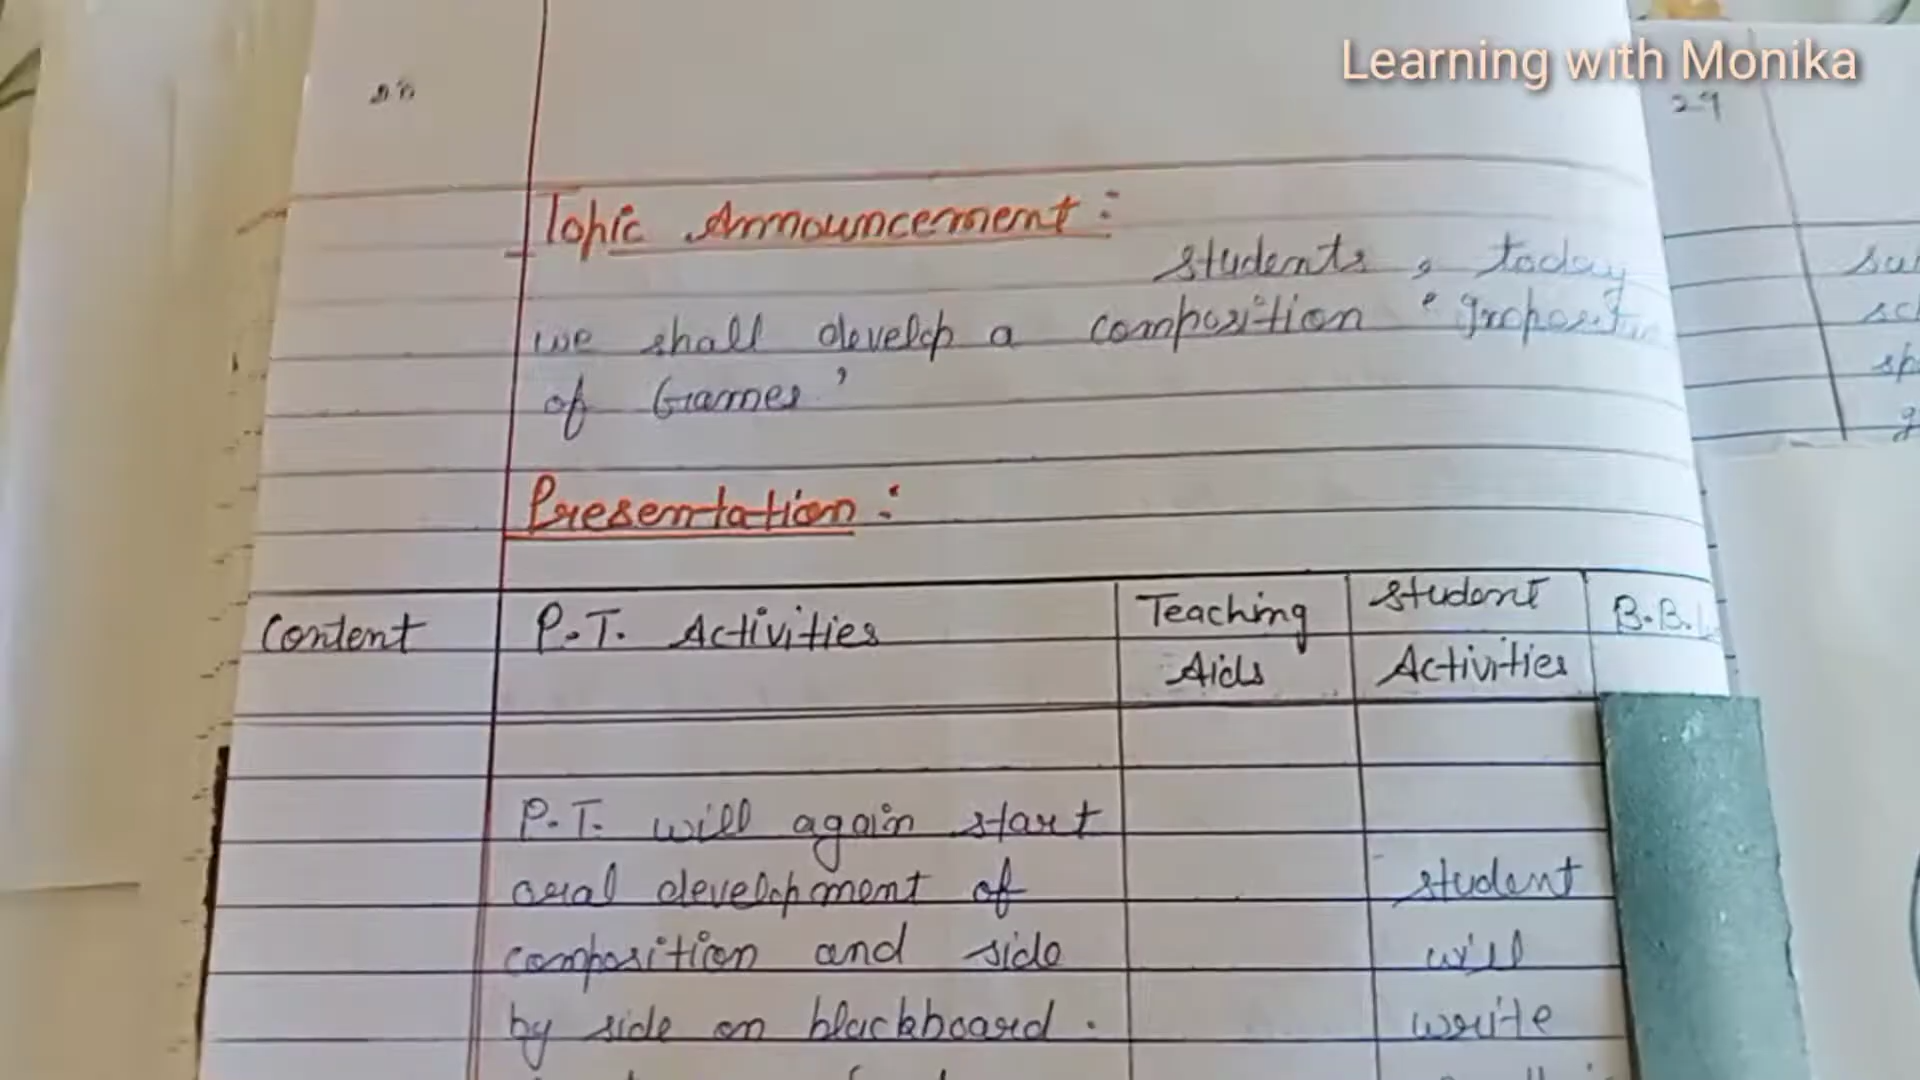 Learning with Monika
29
Topic Announcement :
students, today
we shall develop a composition '
of Games'
Presentation :
Content P.T. Activities Teaching Aids Student Activities B.B.
P.T. will again start
oral development of student
composition and side will
by side on blackboard. write